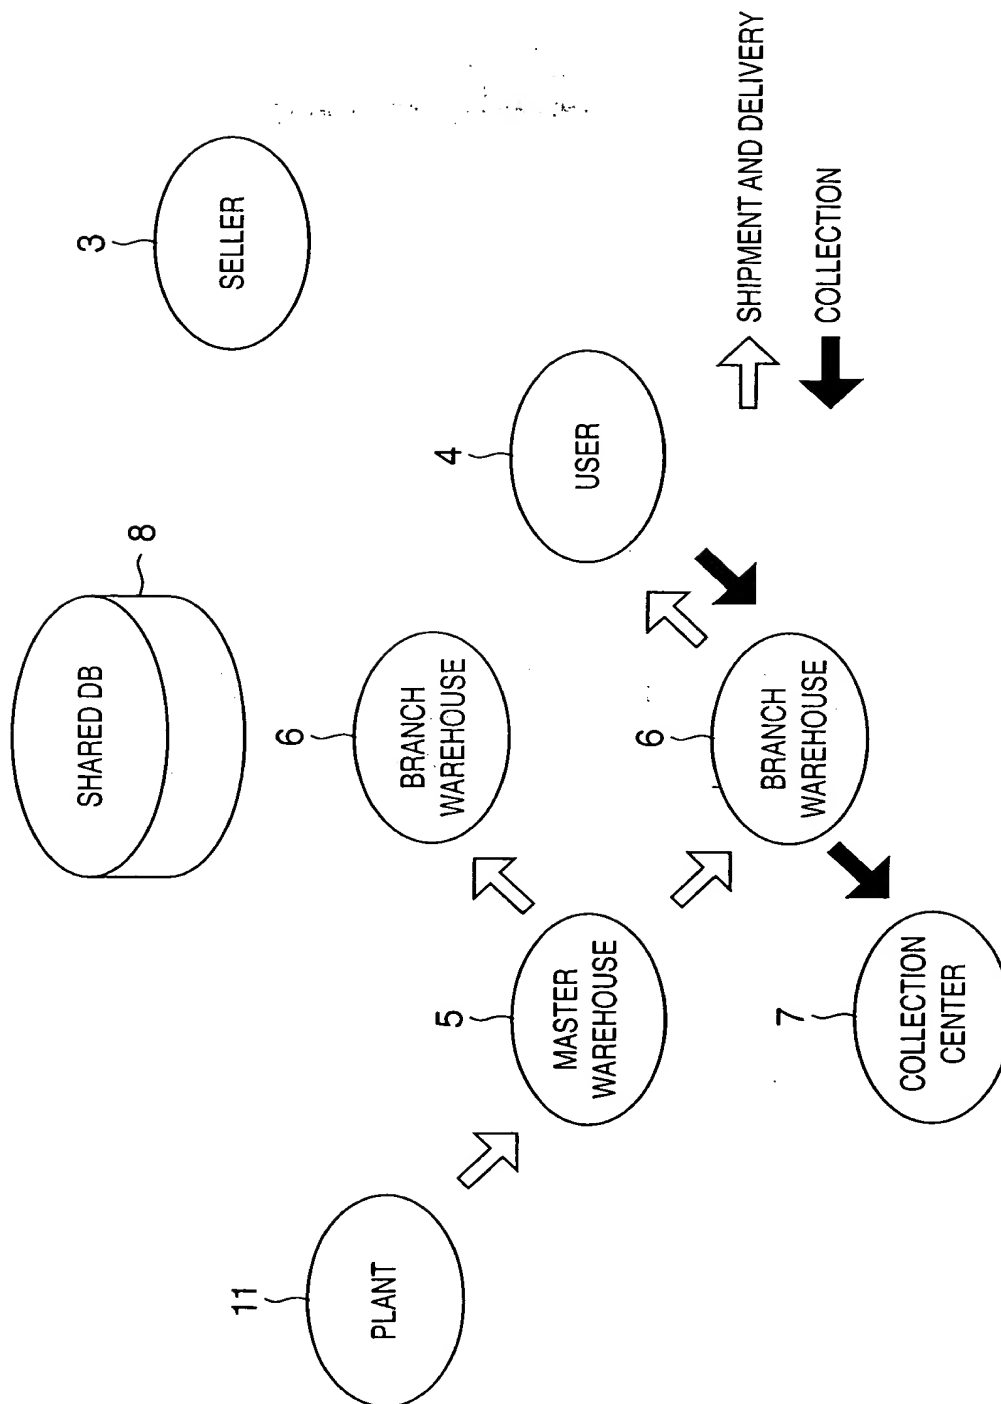 SHARED DB
8
3
SELLER
6
BRANCH
WAREHOUSE
4
USER
11
PLANT
5
MASTER
WAREHOUSE
6
BRANCH
WAREHOUSE
7
COLLECTION
CENTER
SHIPMENT AND DELIVERY
COLLECTION